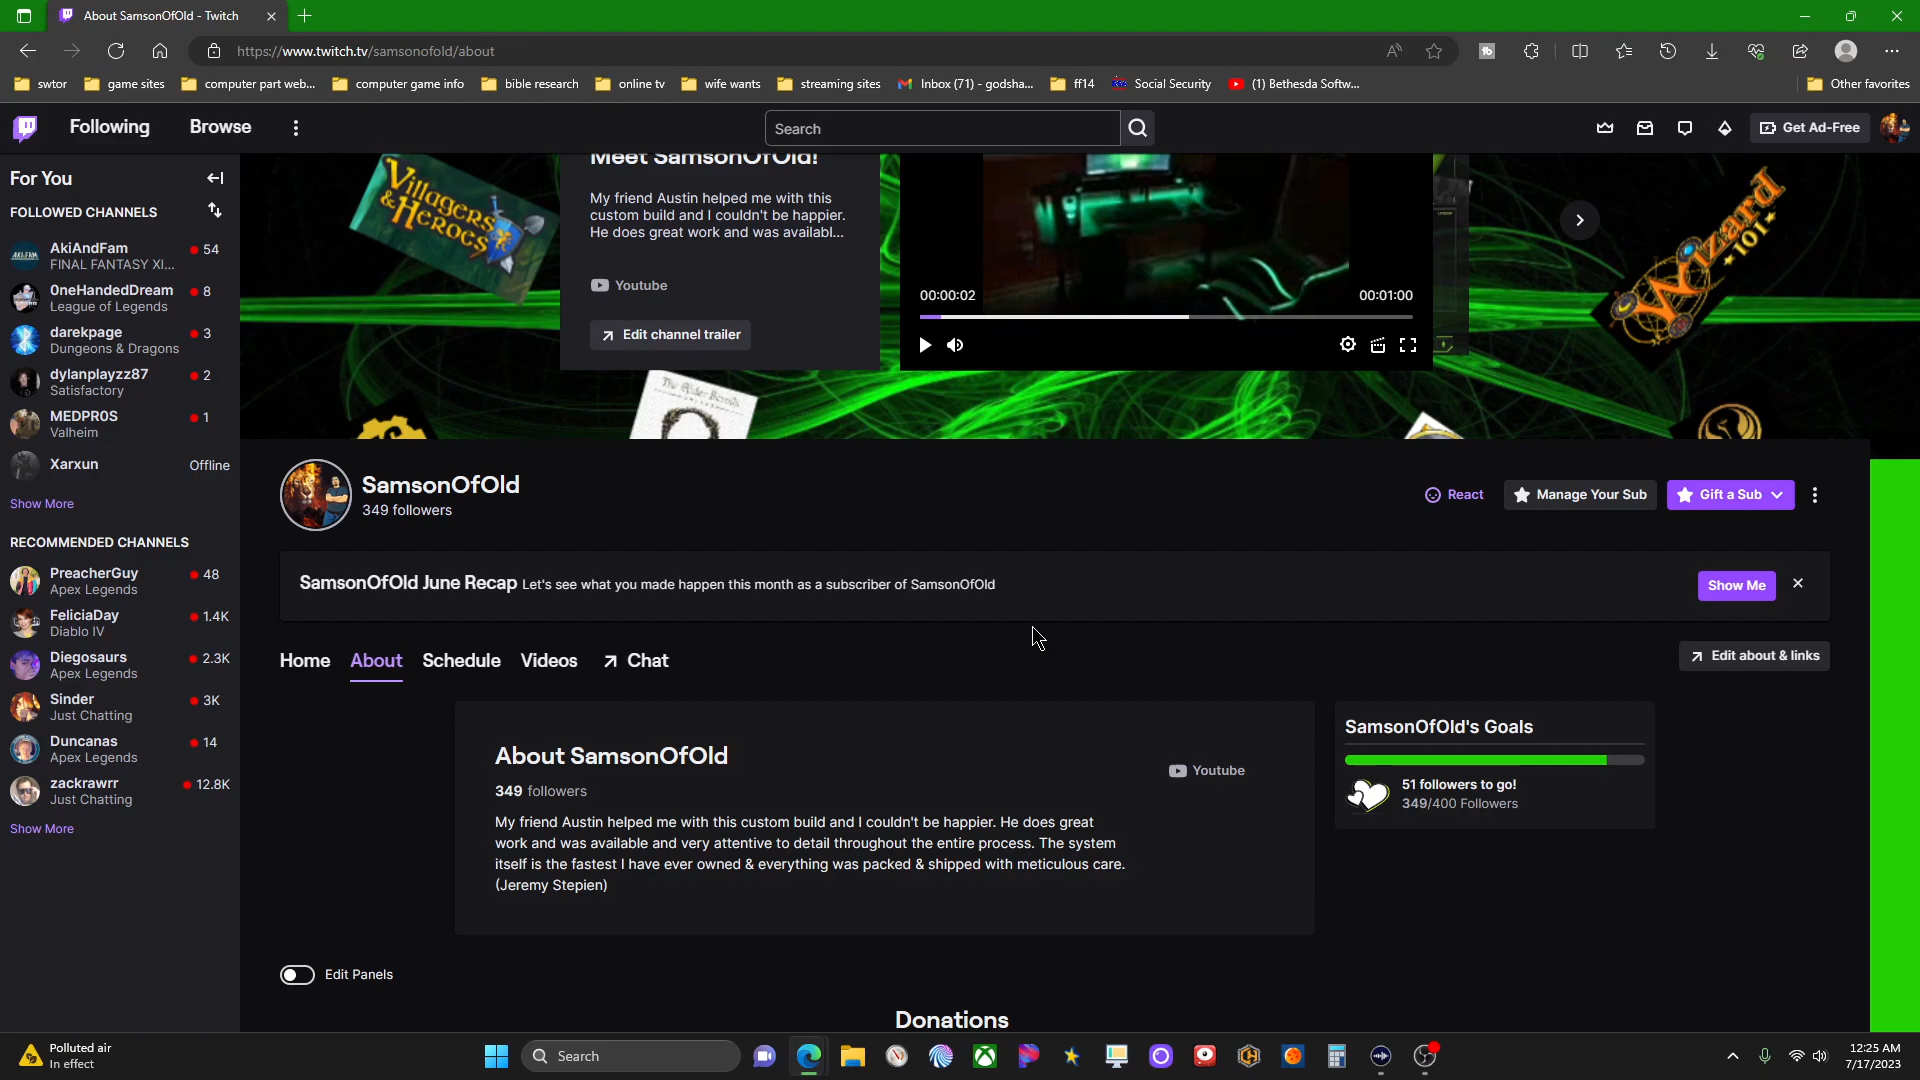 About SamsonOfOld - Twitch
https://www.twitch.tv/samsonofold/about
swtor
game sites
computer part web...
computer game info
bible research
online tv
wife wants
streaming sites
Inbox (71) - godsha...
ff14
Social Security
(1) Bethesda Softw...
Other favorites
Following
Browse
Search
Get Ad-Free
For You
FOLLOWED CHANNELS
AkiAndFam
54
FINAL FANTASY XI...
0neHandedDream
8
League of Legends
darekpage
3
Dungeons & Dragons
dylanplayzz87
2
Satisfactory
MEDPR0S
1
Valheim
Xarxun
Offline
Show More
RECOMMENDED CHANNELS
PreacherGuy
48
Apex Legends
FeliciaDay
1.4K
Diablo IV
Diegosaurs
2.3K
Apex Legends
Sinder
3K
Just Chatting
Duncanas
14
Apex Legends
zackrawrr
12.8K
Just Chatting
Show More
Villagers
& Heroes
Meet SamsonOfOld!
My friend Austin helped me with this
custom build and I couldn't be happier.
He does great work and was availabl...
Youtube
Edit channel trailer
00:00:02
00:01:00
Wizard
101
The Elder Scrolls
SamsonOfOld
349 followers
React
Manage Your Sub
Gift a Sub
SamsonOfOld June Recap Let's see what you made happen this month as a subscriber of SamsonOfOld
Show Me
Home
About
Schedule
Videos
Chat
Edit about & links
About SamsonOfOld
349 followers
Youtube
My friend Austin helped me with this custom build and I couldn't be happier. He does great
work and was available and very attentive to detail throughout the entire process. The system
itself is the fastest I have ever owned & everything was packed & shipped with meticulous care.
(Jeremy Stepien)
SamsonOfOld's Goals
51 followers to go!
349/400 Followers
Edit Panels
Donations
Polluted air
In effect
Search
12:25 AM
7/17/2023